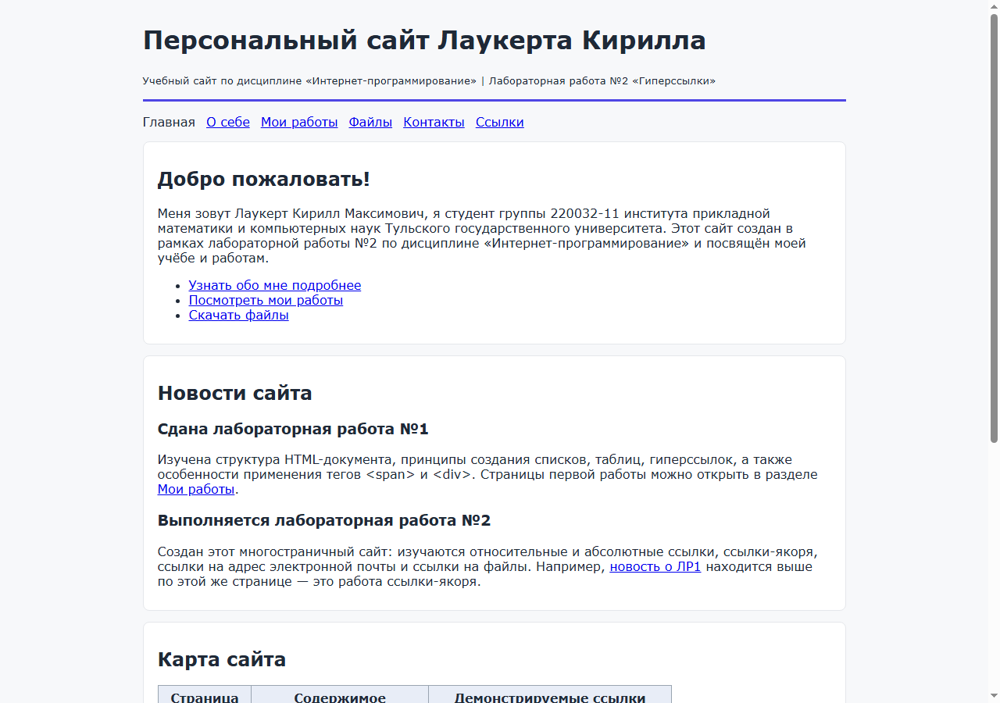 Персональный сайт Лаукерта Кирилла
Учебный сайт по дисциплине «Интернет-программирование» | Лабораторная работа №2 «Гиперссылки»
Главная О себе Мои работы Файлы Контакты Ссылки
Добро пожаловать!
Меня зовут Лаукерт Кирилл Максимович, я студент группы 220032-11 института прикладной
математики и компьютерных наук Тульского государственного университета. Этот сайт создан в
рамках лабораторной работы №2 по дисциплине «Интернет-программирование» и посвящён моей
учёбе и работам.
• Узнать обо мне подробнее
• Посмотреть мои работы
• Скачать файлы
Новости сайта
Сдана лабораторная работа №1
Изучена структура HTML-документа, принципы создания списков, таблиц, гиперссылок, а также
особенности применения тегов <span> и <div>. Страницы первой работы можно открыть в разделе
Мои работы.
Выполняется лабораторная работа №2
Создан этот многостраничный сайт: изучаются относительные и абсолютные ссылки, ссылки-якоря,
ссылки на адрес электронной почты и ссылки на файлы. Например, новость о ЛР1 находится выше
по этой же странице — это работа ссылки-якоря.
Карта сайта
Страница Содержимое Демонстрируемые ссылки